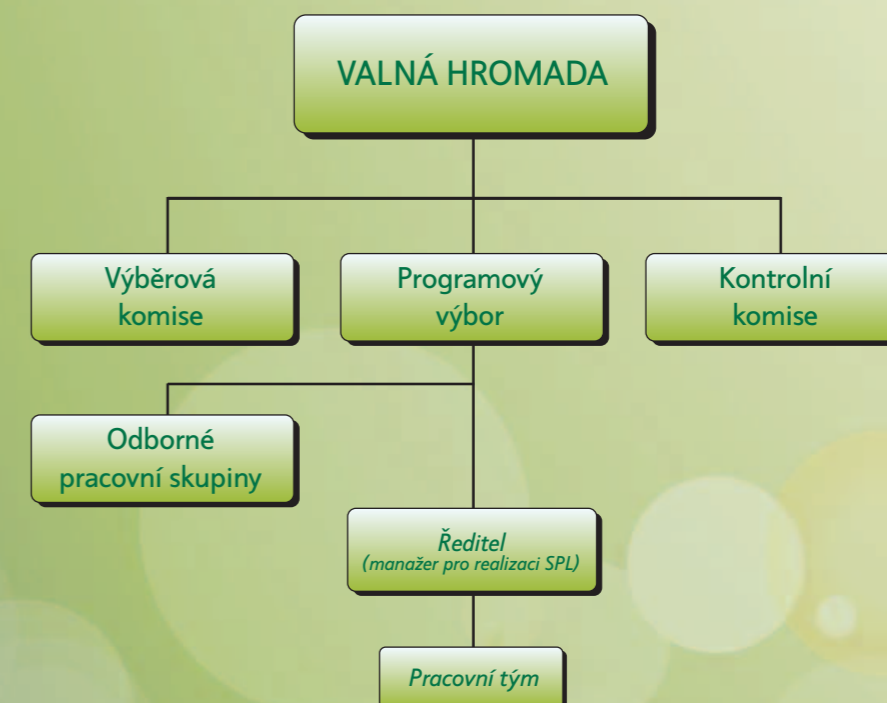 VALNÁ HROMADA
Výběrová
komise
Programový
výbor
Kontrolní
komise
Odborné
pracovní skupiny
Ředitel
(manažer pro realizaci SPL)
Pracovní tým